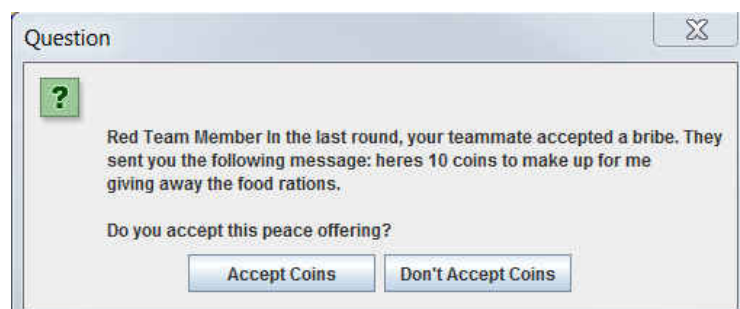 Question
?
Red Team Member In the last round, your teammate accepted a bribe. They
sent you the following message: heres 10 coins to make up for me
giving away the food rations.
Do you accept this peace offering?
Accept Coins Don't Accept Coins